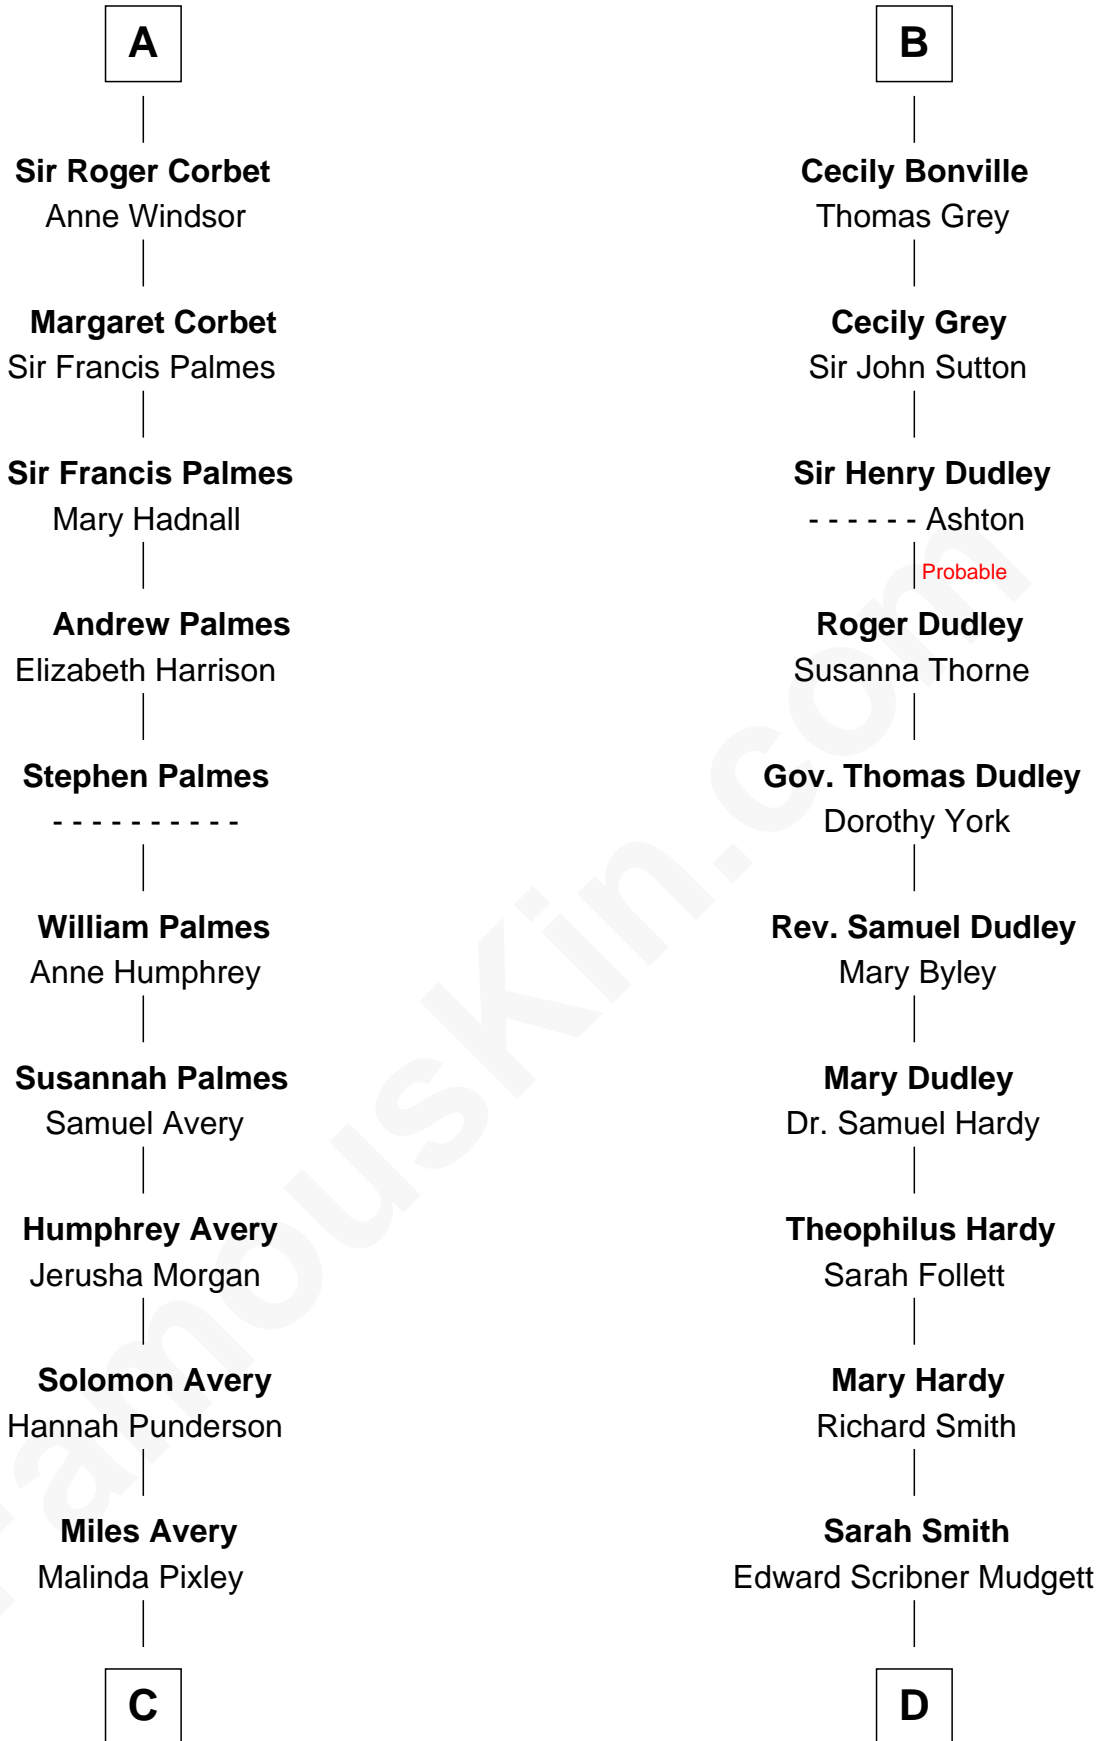 A
Sir Roger Corbet
Anne Windsor
Margaret Corbet
Sir Francis Palmes
Sir Francis Palmes
Mary Hadnall
Andrew Palmes
Elizabeth Harrison
Stephen Palmes
- - - - - - - - - -
William Palmes
Anne Humphrey
Susannah Palmes
Samuel Avery
Humphrey Avery
Jerusha Morgan
Solomon Avery
Hannah Punderson
Miles Avery
Malinda Pixley
C
B
Cecily Bonville
Thomas Grey
Cecily Grey
Sir John Sutton
Sir Henry Dudley
- - - - - - Ashton
Probable
Roger Dudley
Susanna Thorne
Gov. Thomas Dudley
Dorothy York
Rev. Samuel Dudley
Mary Byley
Mary Dudley
Dr. Samuel Hardy
Theophilus Hardy
Sarah Follett
Mary Hardy
Richard Smith
Sarah Smith
Edward Scribner Mudgett
D
FamousKin.com